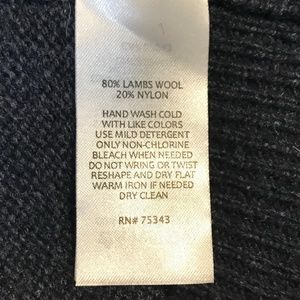 80% LAMBS WOOL
20% NYLON
HAND WASH COLD
WITH LIKE COLORS
USE MILD DETERGENT
ONLY NON-CHLORINE
BLEACH WHEN NEEDED
DO NOT WRING OR TWIST
RESHAPE AND DRY FLAT
WARM IRON IF NEEDED
DRY CLEAN
RN# 75343